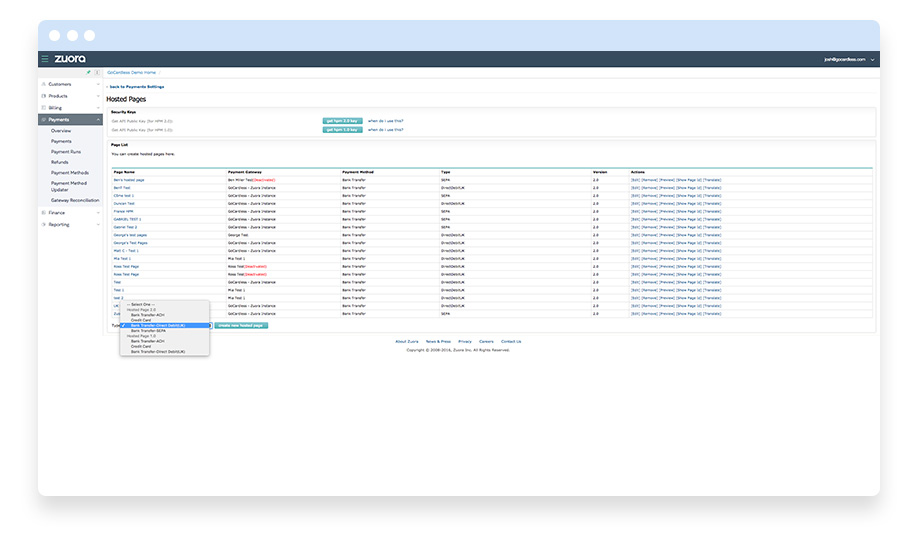 zuora
josh@gocardless.com
GoCardless Demo Home
Customers
Products
Billing
Payments
Overview
Payments
Payment Runs
Refunds
Payment Methods
Payment Method
Updater
Gateway Reconciliation
Finance
Reporting
‹ back to Payments Settings
Hosted Pages
Security Keys
Get API Public Key (for HPM 2.0): get hpm 2.0 key when do I use this?
Get API Public Key (for HPM 1.0): get hpm 1.0 key when do I use this?
Page List
You can create hosted pages here.
Page Name Payment Gateway Payment Method Type Version Actions
Ben's hosted page Ben Miller Test[Deactivated] Bank Transfer SEPA 2.0 [Edit] [Remove] [Preview] [Show Page Id] [Translate]
Beriff Test GoCardless - Zuora Instance Bank Transfer DirectDebitUK 2.0 [Edit] [Remove] [Preview] [Show Page Id] [Translate]
Clme test 1 GoCardless - Zuora Instance Bank Transfer SEPA 2.0 [Edit] [Remove] [Preview] [Show Page Id] [Translate]
Duncan Test GoCardless - Zuora Instance Bank Transfer DirectDebitUK 2.0 [Edit] [Remove] [Preview] [Show Page Id] [Translate]
France HPM GoCardless - Zuora Instance Bank Transfer SEPA 2.0 [Edit] [Remove] [Preview] [Show Page Id] [Translate]
GABRIEL TEST 1 GoCardless - Zuora Instance Bank Transfer SEPA 2.0 [Edit] [Remove] [Preview] [Show Page Id] [Translate]
Gabriel Test 2 GoCardless - Zuora Instance Bank Transfer SEPA 2.0 [Edit] [Remove] [Preview] [Show Page Id] [Translate]
George's test pages George Test Bank Transfer DirectDebitUK 2.0 [Edit] [Remove] [Preview] [Show Page Id] [Translate]
George's Test Pages GoCardless - Zuora Instance Bank Transfer DirectDebitUK 2.0 [Edit] [Remove] [Preview] [Show Page Id] [Translate]
Matt C - Test 1 GoCardless - Zuora Instance Bank Transfer DirectDebitUK 2.0 [Edit] [Remove] [Preview] [Show Page Id] [Translate]
Mia Test 1 Mia Test 1 Bank Transfer DirectDebitUK 2.0 [Edit] [Remove] [Preview] [Show Page Id] [Translate]
Ross Test Page Ross Test[Deactivated] Bank Transfer DirectDebitUK 2.0 [Edit] [Remove] [Preview] [Show Page Id] [Translate]
Ross Test Page Ross Test[Deactivated] Bank Transfer DirectDebitUK 2.0 [Edit] [Remove] [Preview] [Show Page Id] [Translate]
Test GoCardless - Zuora Instance Bank Transfer DirectDebitUK 2.0 [Edit] [Remove] [Preview] [Show Page Id] [Translate]
Test 1 Mia Test 1 Bank Transfer DirectDebitUK 2.0 [Edit] [Remove] [Preview] [Show Page Id] [Translate]
test 2 Mia Test 1 Bank Transfer DirectDebitUK 2.0 [Edit] [Remove] [Preview] [Show Page Id] [Translate]
GoCardless - Zuora Instance Bank Transfer DirectDebitUK 2.0 [Edit] [Remove] [Preview] [Show Page Id] [Translate]
GoCardless - Zuora Instance Bank Transfer SEPA 2.0 [Edit] [Remove] [Preview] [Show Page Id] [Translate]
-- Select One --
Hosted Page 2.0
Bank Transfer-ACH
Credit Card
Type ✓ Bank Transfer-Direct Debit(UK) create new hosted page
Bank Transfer-SEPA
Hosted Page 1.0
Bank Transfer-ACH
Credit Card
Bank Transfer-Direct Debit(UK)
About Zuora News & Press Privacy Careers Contact Us
Copyright © 2008-2016, Zuora Inc. All Rights Reserved.